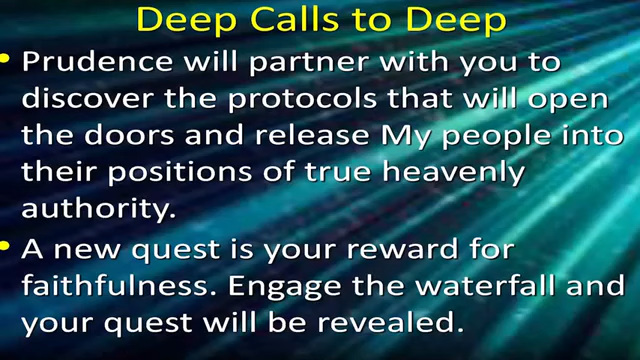 Deep Calls to Deep
• Prudence will partner with you to
discover the protocols that will open
the doors and release My people into
their positions of true heavenly
authority.
• A new quest is your reward for
faithfulness. Engage the waterfall and
your quest will be revealed.